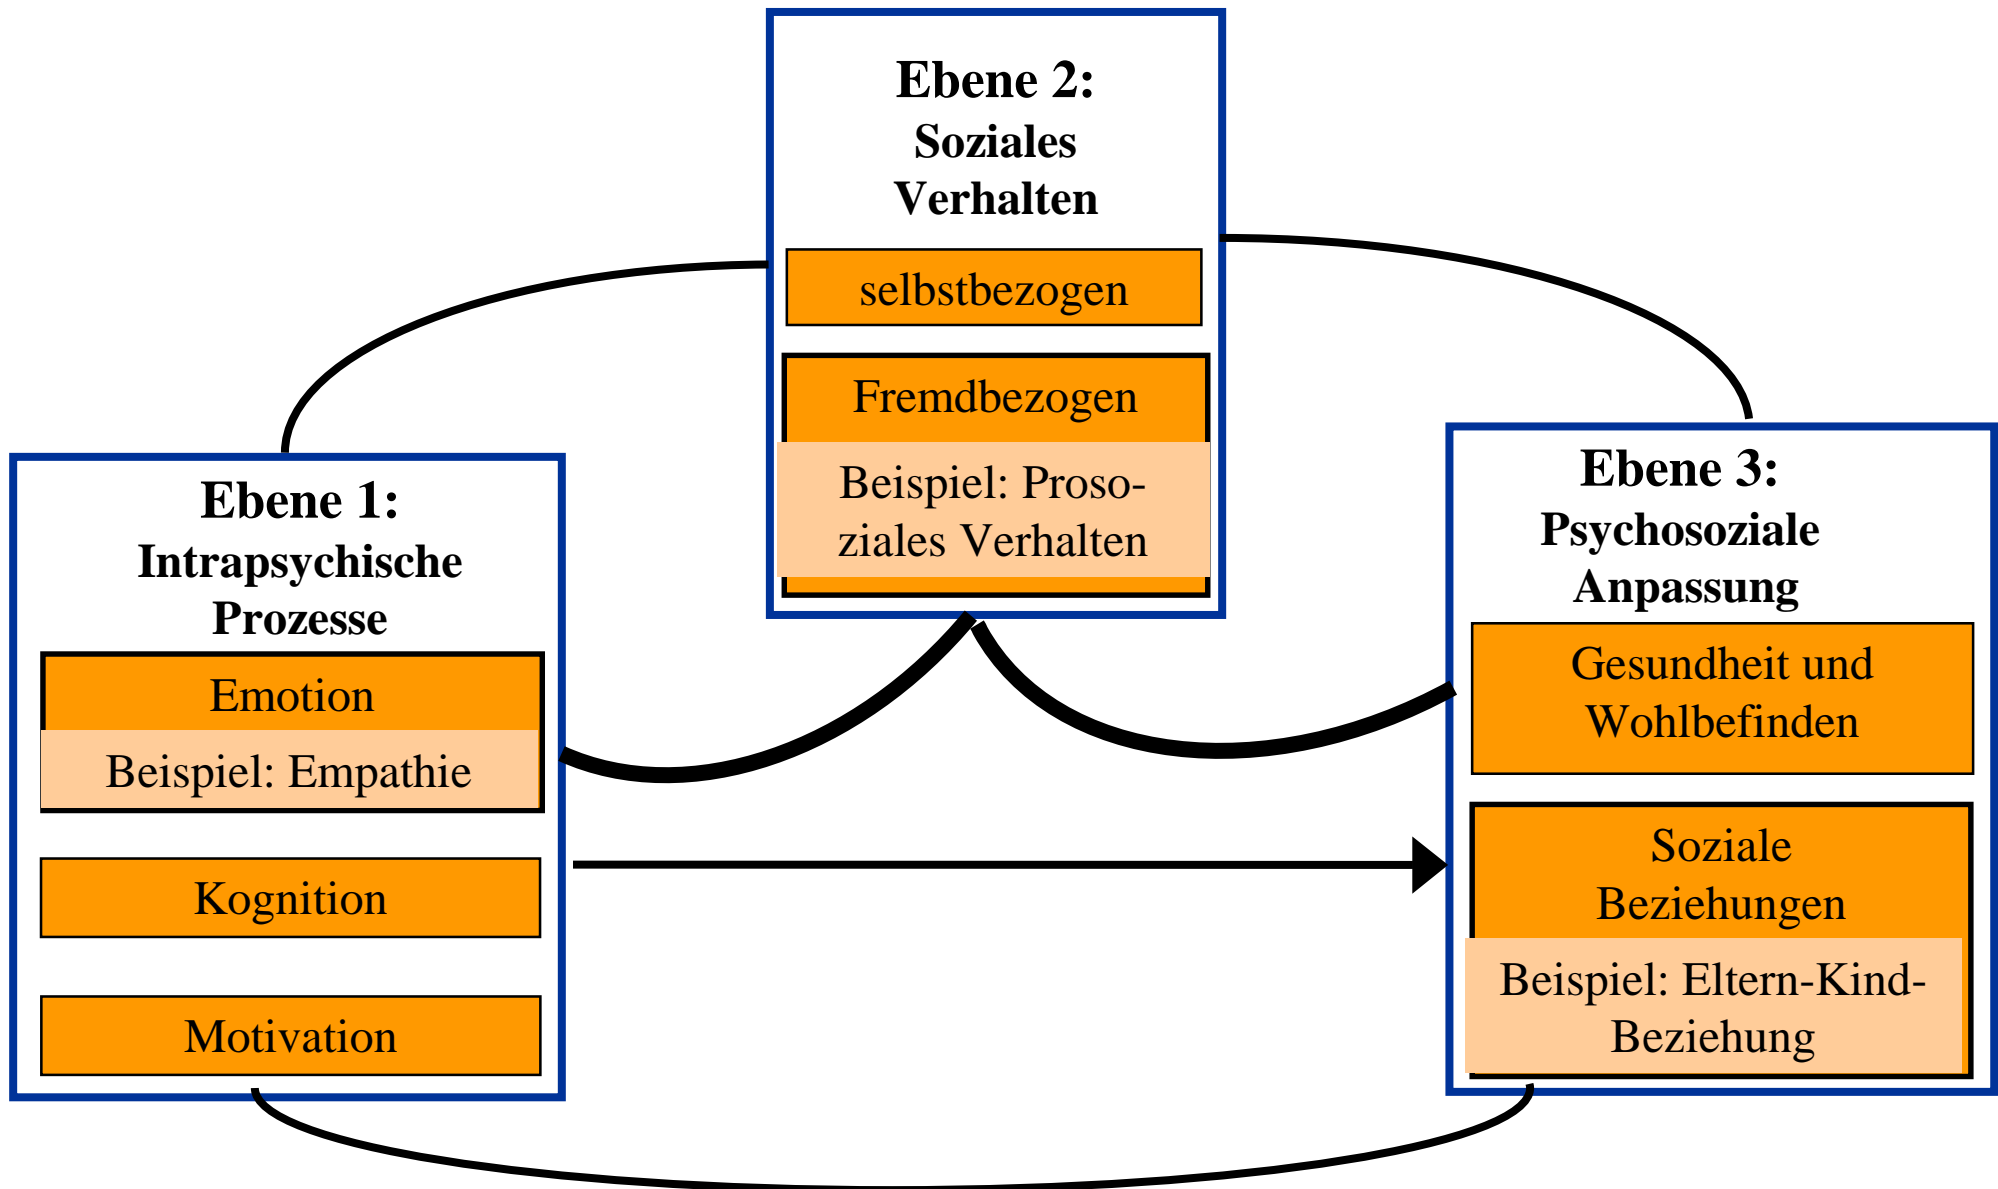 Ebene 2:
Soziales
Verhalten
selbstbezogen
Fremdbezogen
Beispiel: Proso-
ziales Verhalten
Ebene 1:
Intrapsychische
Prozesse
Emotion
Beispiel: Empathie
Kognition
Motivation
Ebene 3:
Psychosoziale
Anpassung
Gesundheit und
Wohlbefinden
Soziale
Beziehungen
Beispiel: Eltern-Kind-
Beziehung